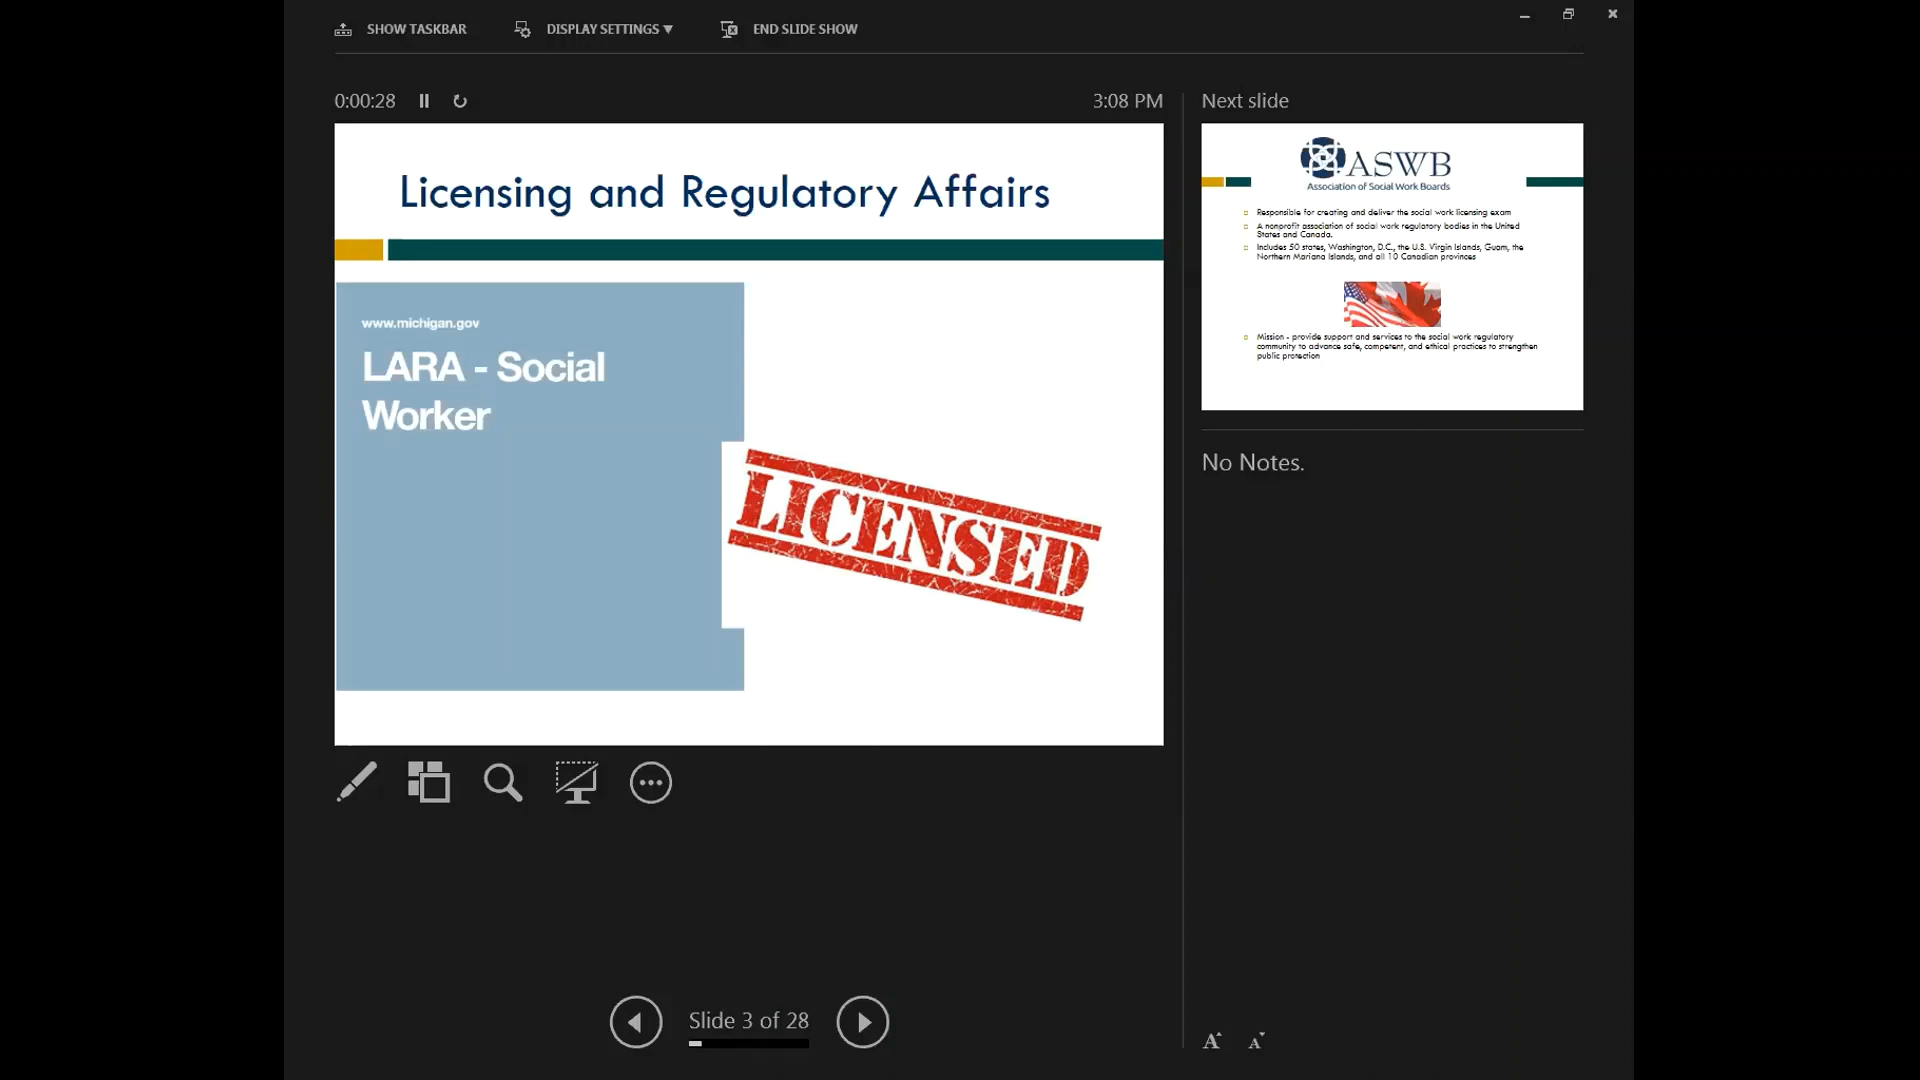 SHOW TASKBAR
DISPLAY SETTINGS ▼
END SLIDE SHOW
0:00:28
3:08 PM
Licensing and Regulatory Affairs
www.michigan.gov
LARA - Social
Worker
LICENSED
Slide 3 of 28
Next slide
ASWB
Association of Social Work Boards
Responsible for creating and deliver the social work licensing exam
A nonprofit association of social work regulatory bodies in the United
States and Canada.
Includes 50 states, Washington, D.C., the U.S. Virgin Islands, Guam, the
Northern Mariana Islands, and all 10 Canadian provinces
Mission - provide support and services to the social work regulatory
community to advance safe, competent, and ethical practices to strengthen
public protection
No Notes.
A A